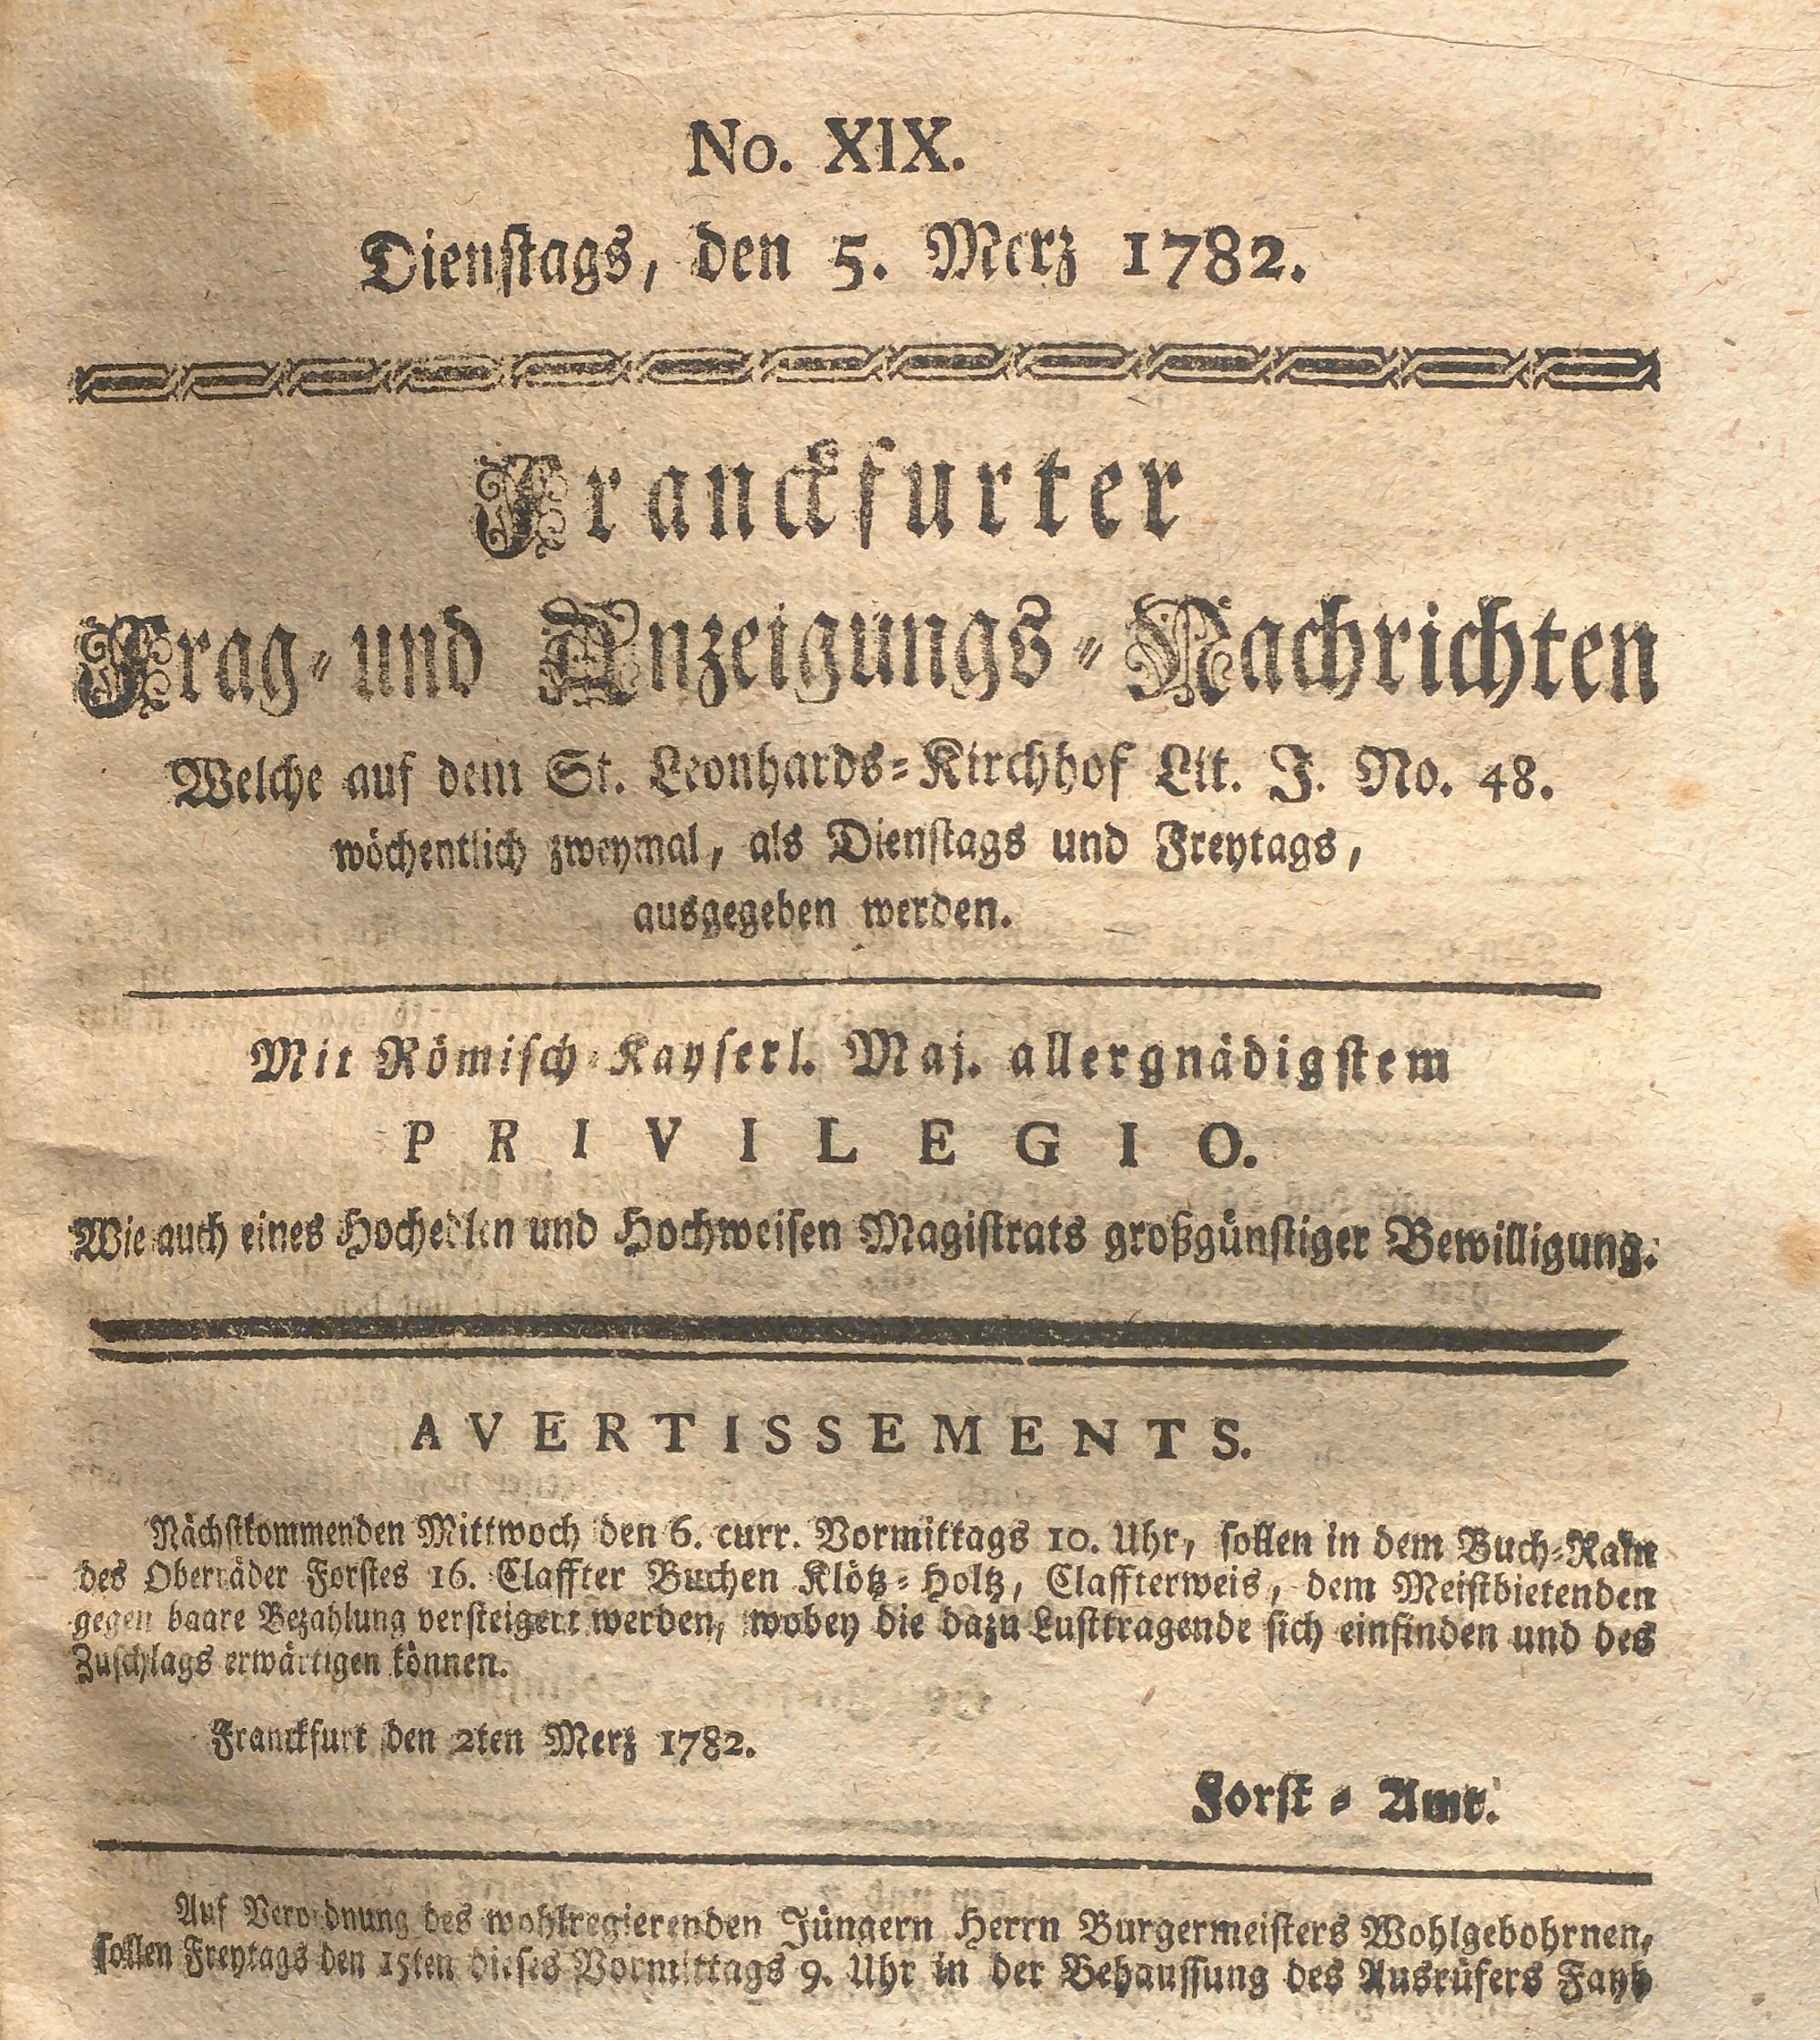 No. XIX.
Dienstags, den 5. Merz 1782.
Franckfurter
Frag- und Anzeigungs-Nachrichten
Welche auf dem St. Leonhards-Kirchhof Lit. J. No. 48.
wöchentlich zweymal, als Dienstags und Freytags,
ausgegeben werden.
Mit Römisch-Kayserl. Maj. allergnädigstem
PRIVILEGIO.
Wie auch eines Hochedlen und Hochweisen Magistrats großgünstiger Bewilligung.
AVERTISSEMENTS.
Nächstkommenden Mittwoch den 6. curr. Vormittags 10. Uhr, sollen in dem Buch-Rain
des Oberräder Forstes 16. Claffter Buchen Klötz-Holtz, Claffterweis, dem Meistbietenden
gegen baare Bezahlung versteigert werden, wobey die dazu Lusttragende sich einfinden und des
Zuschlags erwärtigen können.
Franckfurt den 2ten Merz 1782.
Forst-Amt.
Auf Verordnung des wohlregierenden Jüngern Herrn Burgermeisters Wohlgebohrnen,
sollen Freytags den 15ten dieses Vormittags 9. Uhr in der Behaussung des Ausrüfers Fayh